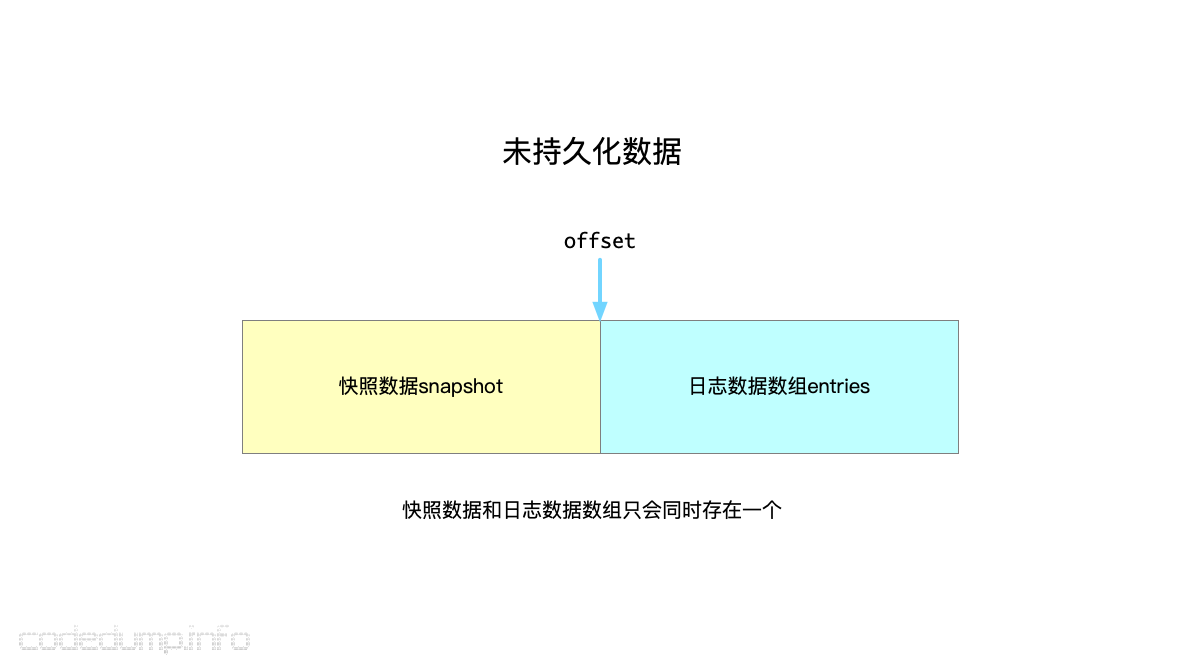 未持久化数据
offset
快照数据snapshot
日志数据数组entries
快照数据和日志数据数组只会同时存在一个
codedump.info